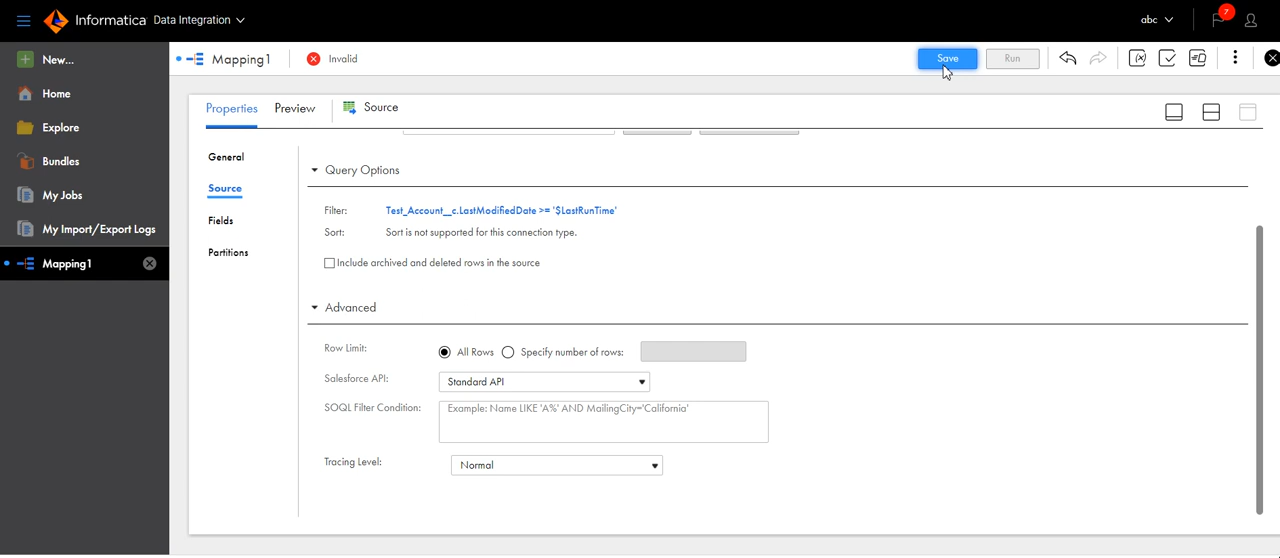 Informatica Data Integration
abc
7
New...
Home
Explore
Bundles
My Jobs
My Import/Export Logs
Mapping1
Mapping1
Invalid
Save
Run
Properties
Preview
Source
General
Source
Fields
Partitions
Query Options
Filter: Test_Account__c.LastModifiedDate >= '$LastRunTime'
Sort: Sort is not supported for this connection type.
Include archived and deleted rows in the source
Advanced
Row Limit: All Rows Specify number of rows:
Salesforce API: Standard API
SOQL Filter Condition: Example: Name LIKE 'A%' AND MailingCity='California'
Tracing Level: Normal